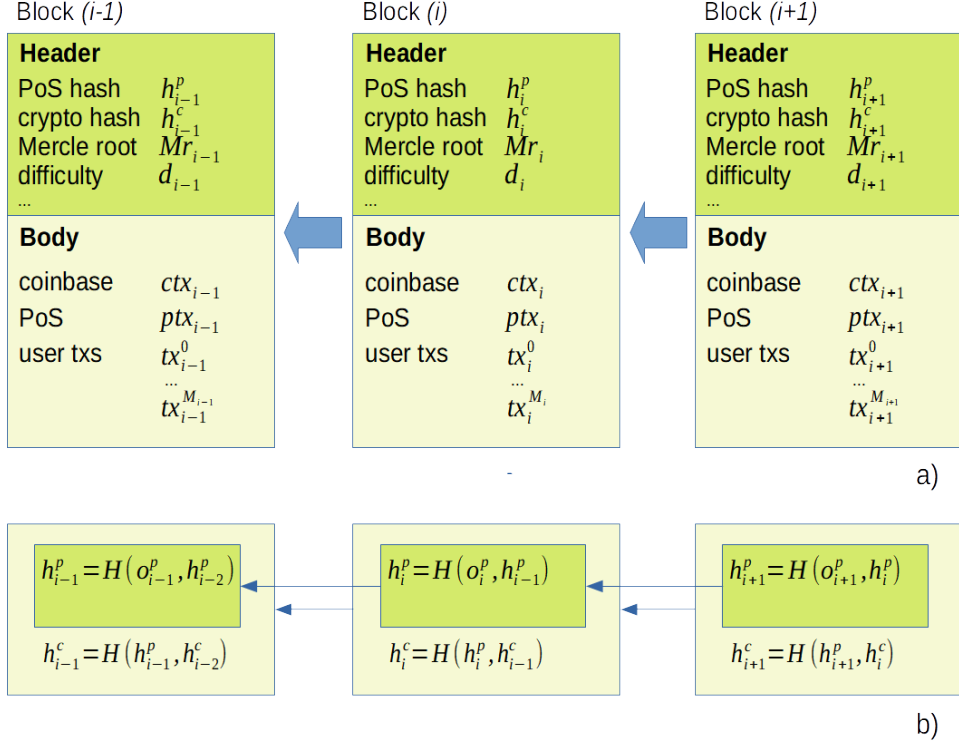 Block (i-1) Block (i) Block (i+1)
Header Header Header
PoS hash h^p_{i−1} PoS hash h^p_i PoS hash h^p_{i+1}
crypto hash h^c_{i−1} crypto hash h^c_i crypto hash h^c_{i+1}
Mercle root Mr_{i−1} Mercle root Mr_i Mercle root Mr_{i+1}
difficulty d_{i−1} difficulty d_i difficulty d_{i+1}
... ... ...
Body Body Body
coinbase ctx_{i−1} coinbase ctx_i coinbase ctx_{i+1}
PoS ptx_{i−1} PoS ptx_i PoS ptx_{i+1}
user txs tx^0_{i−1} user txs tx^0_i user txs tx^0_{i+1}
... ... ...
tx^{M_{i−1}}_{i−1} tx^{M_i}_i tx^{M_{i+1}}_{i+1}
-
a)
h^p_{i−1}=H(o^p_{i−1},h^p_{i−2}) h^p_i=H(o^p_i,h^p_{i−1}) h^p_{i+1}=H(o^p_{i+1},h^p_i)
h^c_{i−1}=H(h^p_{i−1},h^c_{i−2}) h^c_i=H(h^p_i,h^c_{i−1}) h^c_{i+1}=H(h^p_{i+1},h^c_i)
b)